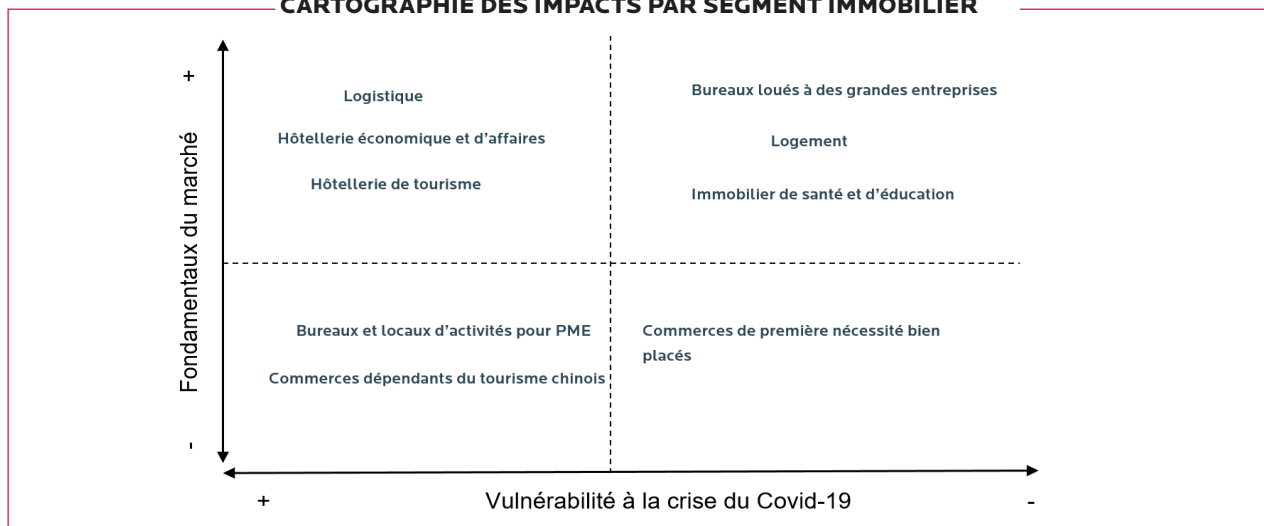 CARTOGRAPHIE DES IMPACTS PAR SEGMENT IMMOBILIER
+
Fondamentaux du marché
-
Logistique
Hôtellerie économique et d’affaires
Hôtellerie de tourisme
Bureaux loués à des grandes entreprises
Logement
Immobilier de santé et d’éducation
Bureaux et locaux d’activités pour PME
Commerces dépendants du tourisme chinois
Commerces de première nécessité bien
placés
+
Vulnérabilité à la crise du Covid-19
-